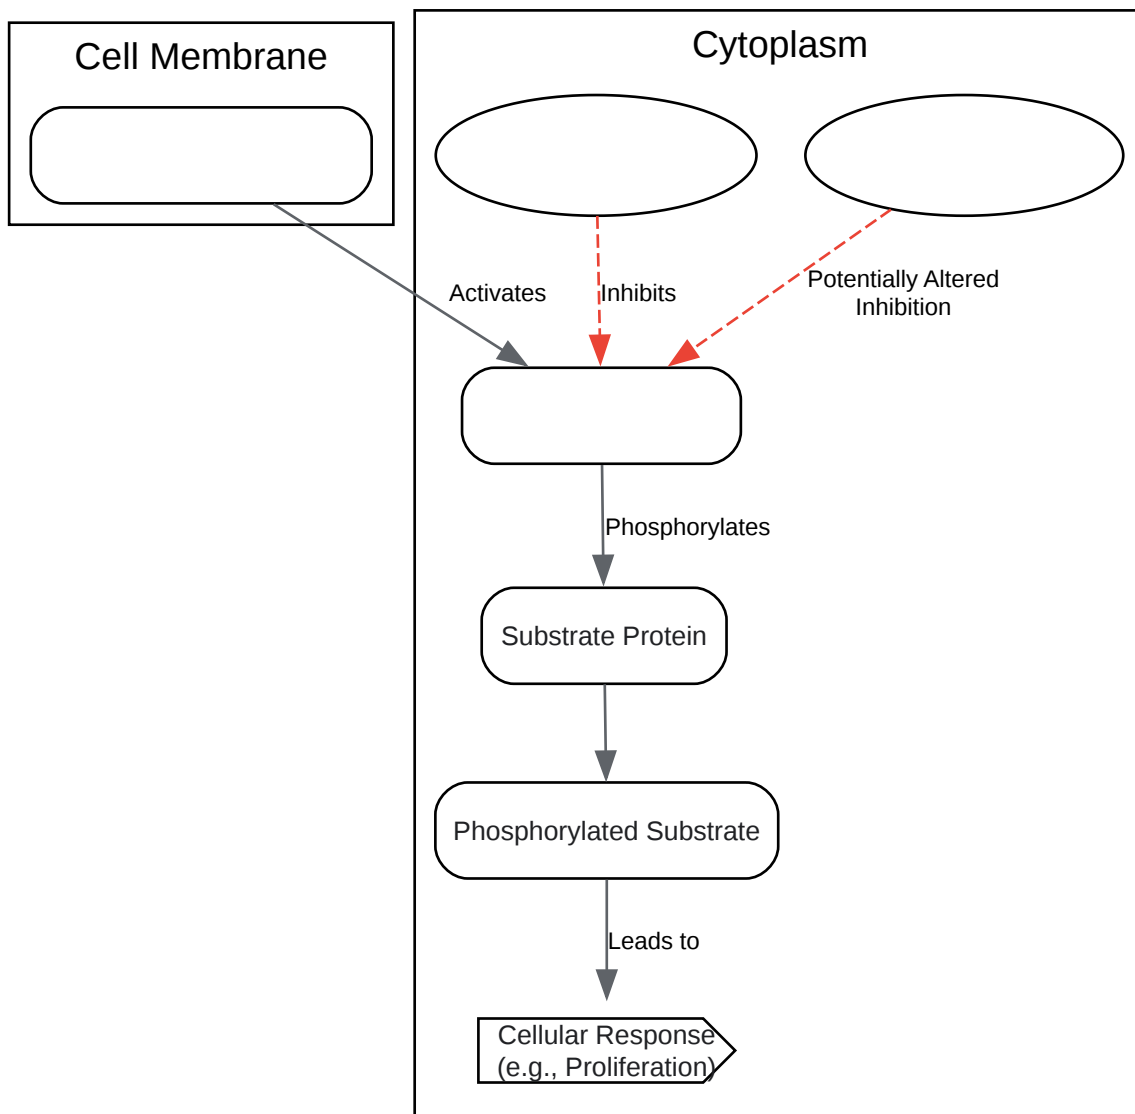 Cell Membrane
Cytoplasm
Activates
Inhibits
Potentially Altered
Inhibition
Phosphorylates
Substrate Protein
Phosphorylated Substrate
Leads to
Cellular Response
(e.g., Proliferation)